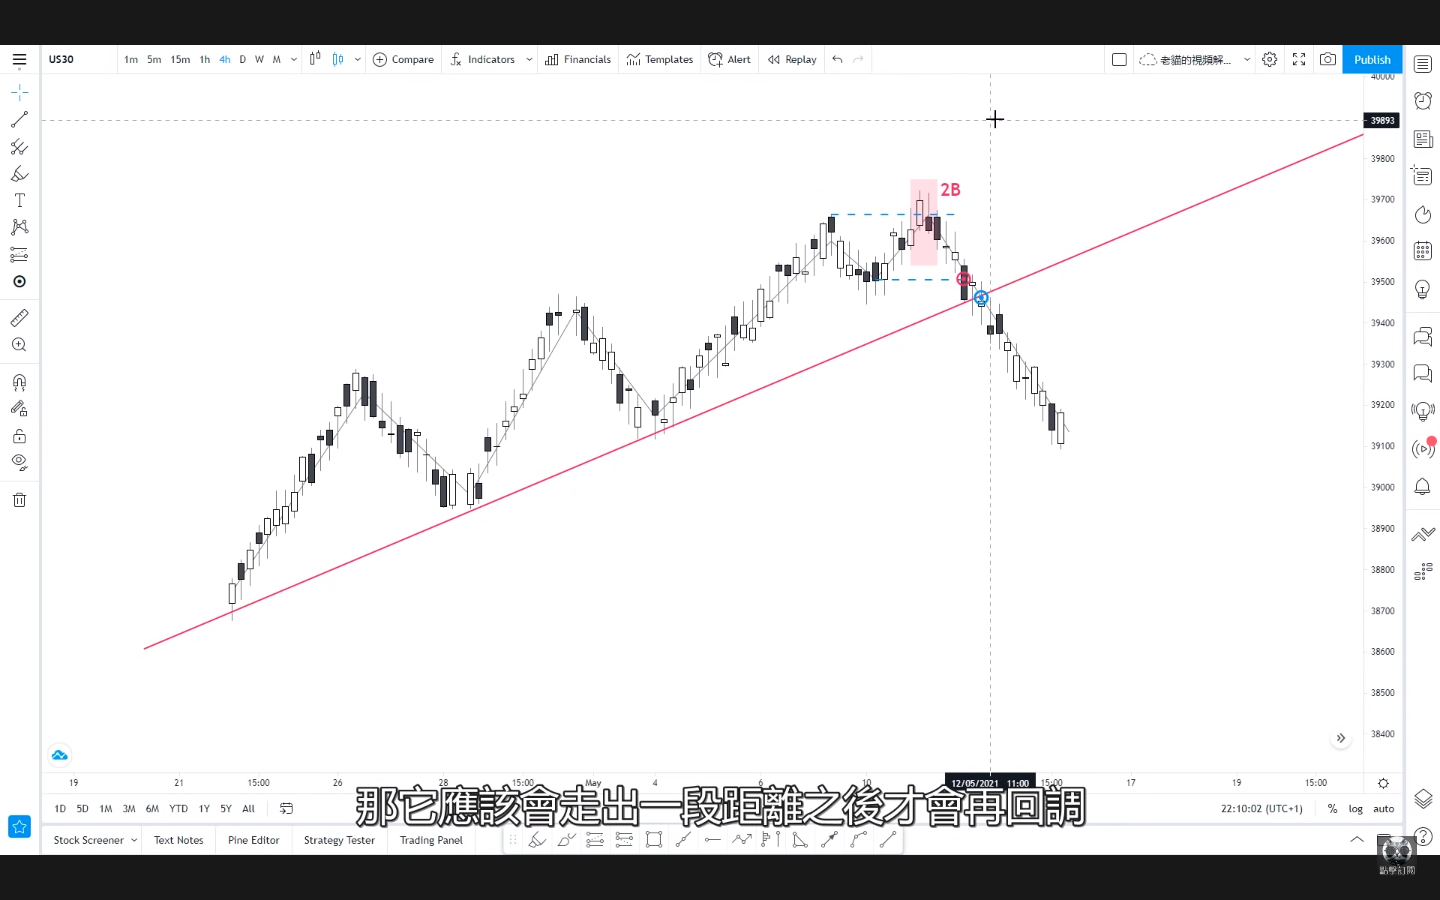 US30 1m 5m 15m 1h 4h D W M Compare Indicators Financials Templates Alert Replay 老貓的視頻解... Publish
40000
39893
39800
39700
39600
39500
39400
39300
39200
39100
39000
38900
38800
38700
38600
38500
38400
2B
19 21 15:00 26 28 15:00 May 4 6 10 12/05/2021 11:00 15:00 17 19 15:00
那它應該會走出一段距離之後才會再回調
1D 5D 1M 3M 6M YTD 1Y 5Y All 22:10:02 (UTC+1) % log auto
Stock Screener Text Notes Pine Editor Strategy Tester Trading Panel
點擊訂閱